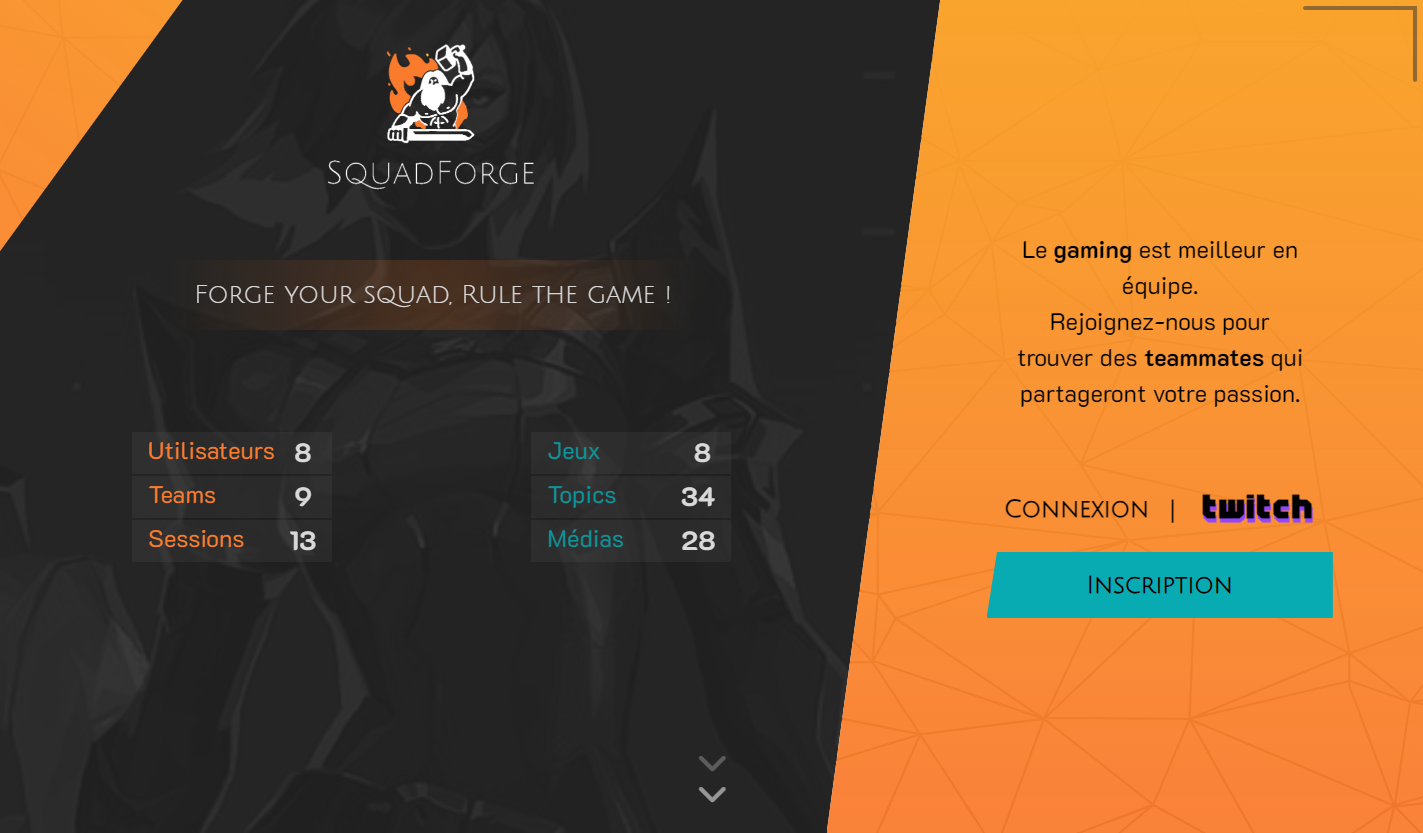 SquadForge
Forge your squad, Rule the game !
Utilisateurs 8
Teams 9
Sessions 13
Jeux 8
Topics 34
Médias 28
Le gaming est meilleur en
équipe.
Rejoignez-nous pour
trouver des teammates qui
partageront votre passion.
Connexion | twitch
Inscription